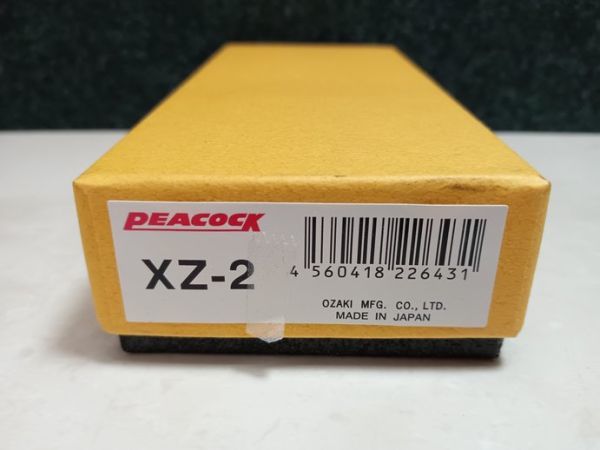 PEACOCK
XZ-2
4 560418 226431
OZAKI MFG. CO., LTD.
MADE IN JAPAN